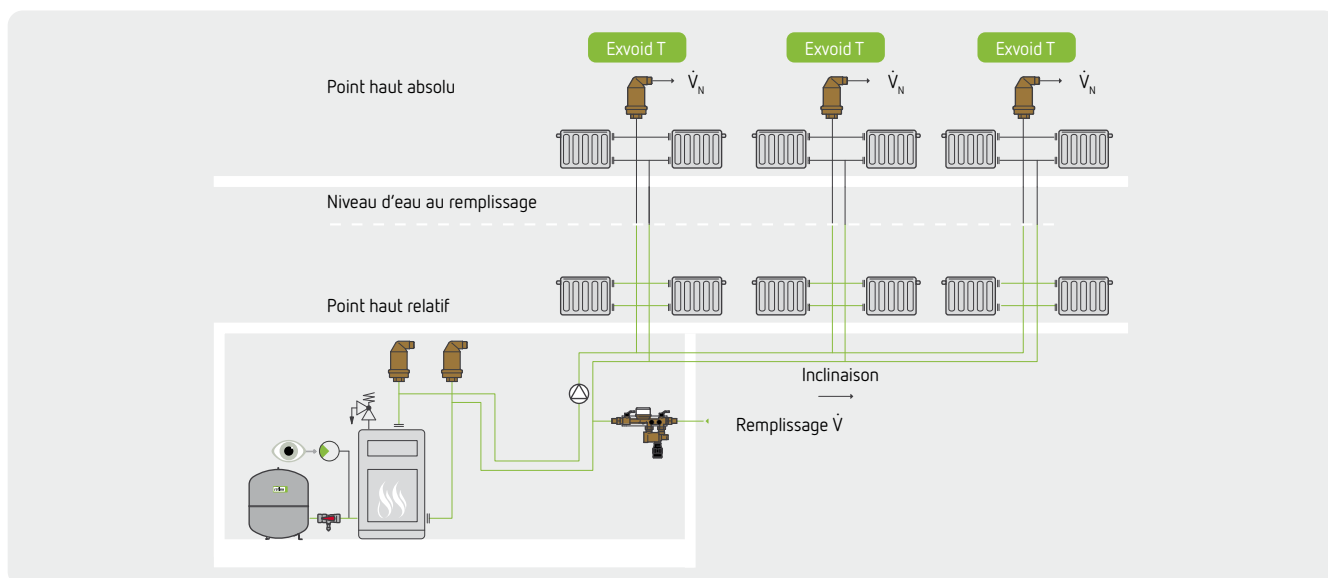 Exvoid T
Exvoid T
Exvoid T
Point haut absolu
V̇N
V̇N
V̇N
Niveau d'eau au remplissage
Point haut relatif
Inclinaison
Remplissage V̇